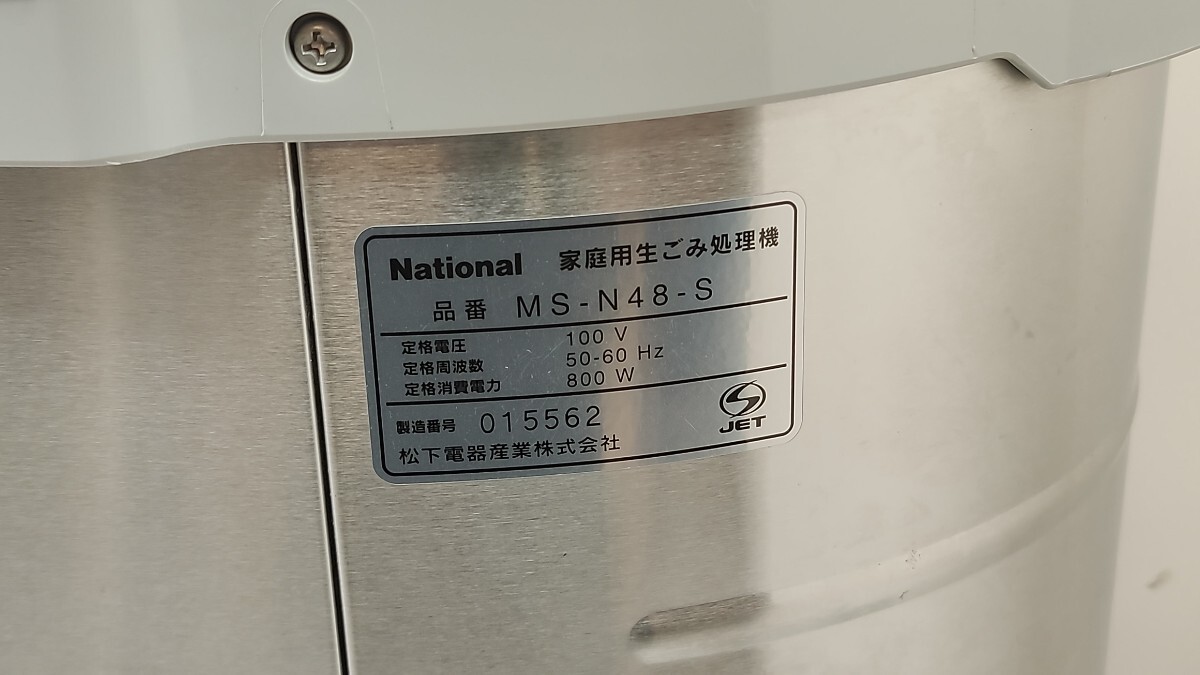 National 家庭用生ごみ処理機
品番 MS-N48-S
定格電圧 100 V
定格周波数 50-60 Hz
定格消費電力 800 W
製造番号 015562
JET
松下電器産業株式会社